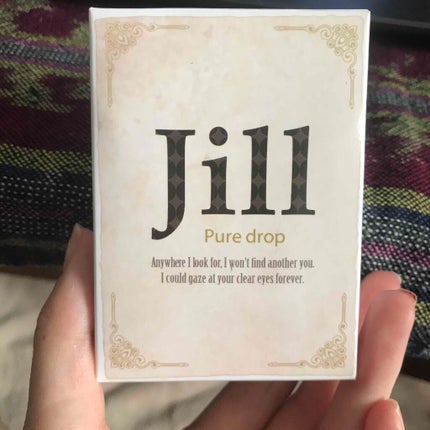 Jill
Pure drop
Anywhere I look for, I won't find another you.
I could gaze at your clear eyes forever.